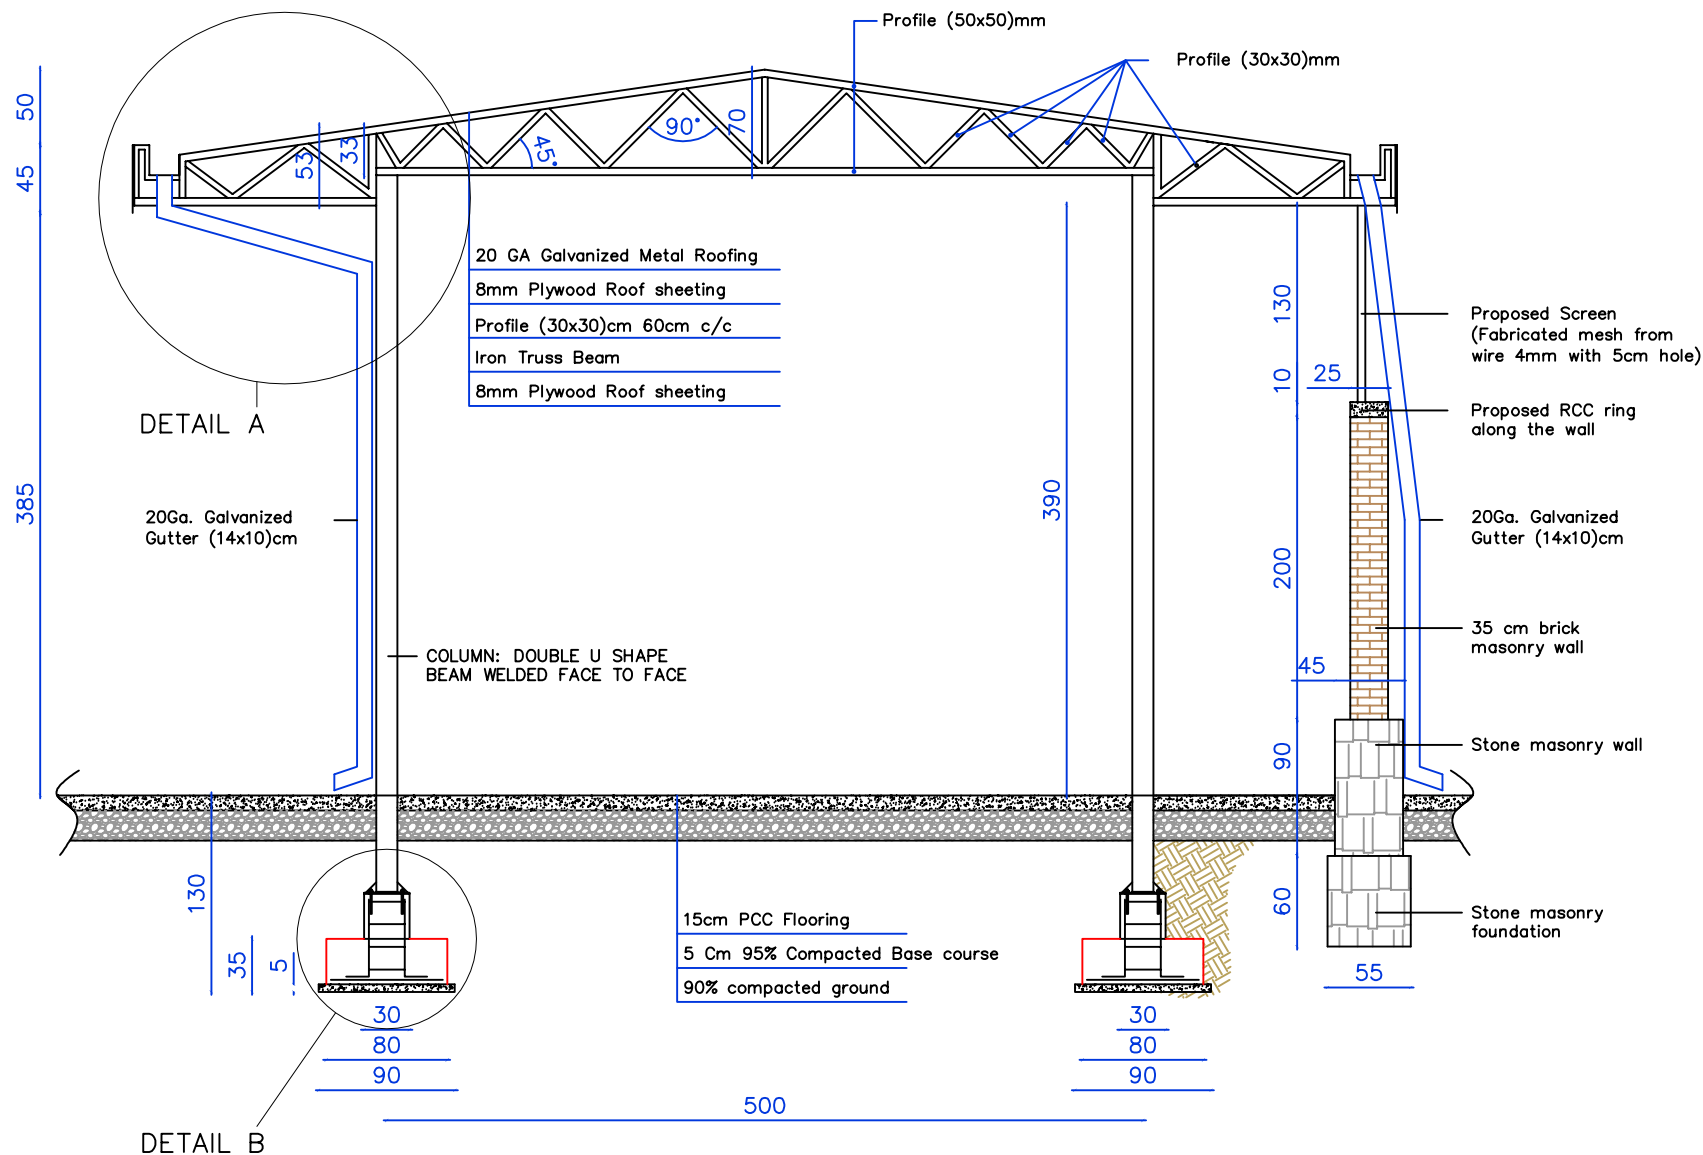 Profile (50x50)mm
Profile (30x30)mm
50
45
385
53
33
45°
90°
70
20 GA Galvanized Metal Roofing
8mm Plywood Roof sheeting
Profile (30x30)cm 60cm c/c
Iron Truss Beam
8mm Plywood Roof sheeting
DETAIL A
20Ga. Galvanized
Gutter (14x10)cm
COLUMN: DOUBLE U SHAPE
BEAM WELDED FACE TO FACE
390
130
10
200
90
60
25
45
Proposed Screen
(Fabricated mesh from
wire 4mm with 5cm hole)
Proposed RCC ring
along the wall
20Ga. Galvanized
Gutter (14x10)cm
35 cm brick
masonry wall
Stone masonry wall
Stone masonry
foundation
55
130
35
5
15cm PCC Flooring
5 Cm 95% Compacted Base course
90% compacted ground
30
80
90
30
80
90
500
DETAIL B